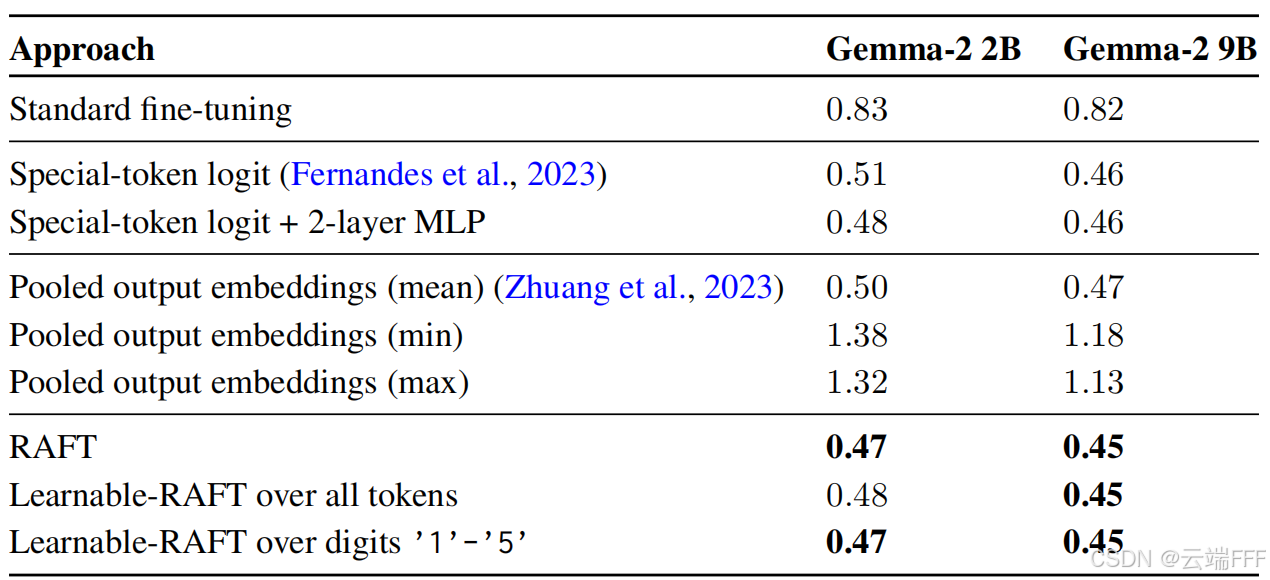 Approach Gemma-2 2B Gemma-2 9B
Standard fine-tuning 0.83 0.82
Special-token logit (Fernandes et al., 2023) 0.51 0.46
Special-token logit + 2-layer MLP 0.48 0.46
Pooled output embeddings (mean) (Zhuang et al., 2023) 0.50 0.47
Pooled output embeddings (min) 1.38 1.18
Pooled output embeddings (max) 1.32 1.13
RAFT 0.47 0.45
Learnable-RAFT over all tokens 0.48 0.45
Learnable-RAFT over digits '1'-'5' 0.47 0.45
CSDN @云端FFF